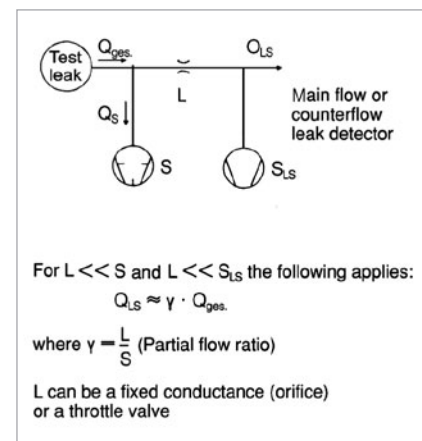 Test
leak
Qges.
OLS
L
QS
S
SLS
Main flow or
counterflow
leak detector
For L << S and L << SLS the following applies:
QLS ≈ γ · Qges.
where γ = L/S (Partial flow ratio)
L can be a fixed conductance (orifice)
or a throttle valve